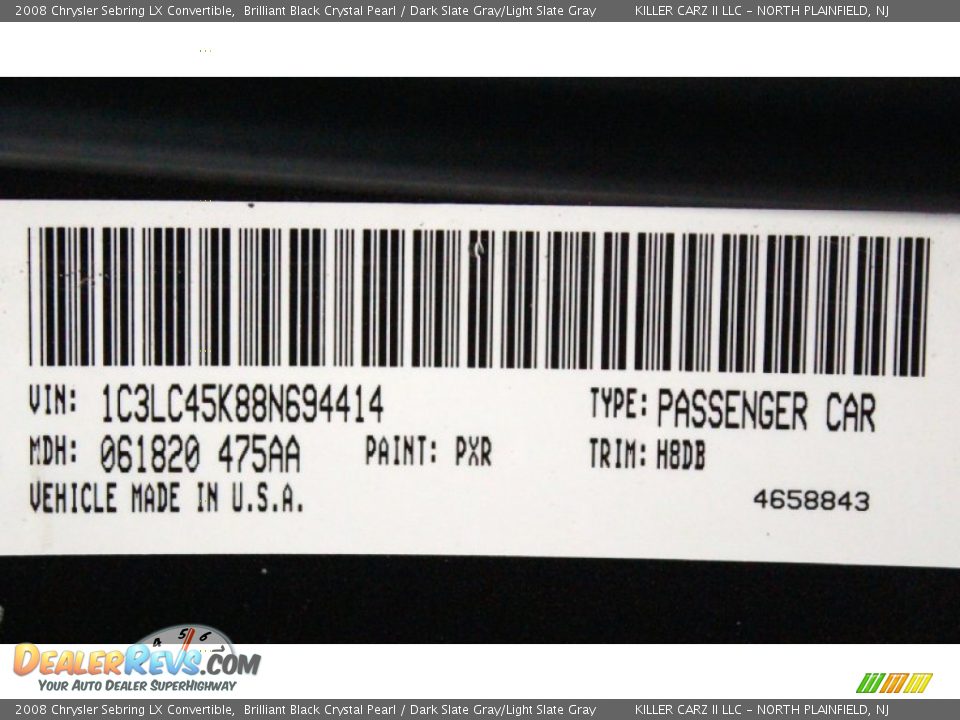 2008 Chrysler Sebring LX Convertible,  Brilliant Black Crystal Pearl / Dark Slate Gray/Light Slate Gray KILLER CARZ II LLC - NORTH PLAINFIELD, NJ
...
VIN: 1C3LC45K88N694414 TYPE: PASSENGER CAR
MDH: 061820 475AA PAINT: PXR TRIM: H8DB
VEHICLE MADE IN U.S.A.
4658843
4 5 6
DEALERREVS.COM
YOUR AUTO DEALER SUPERHIGHWAY
2008 Chrysler Sebring LX Convertible,  Brilliant Black Crystal Pearl / Dark Slate Gray/Light Slate Gray KILLER CARZ II LLC - NORTH PLAINFIELD, NJ